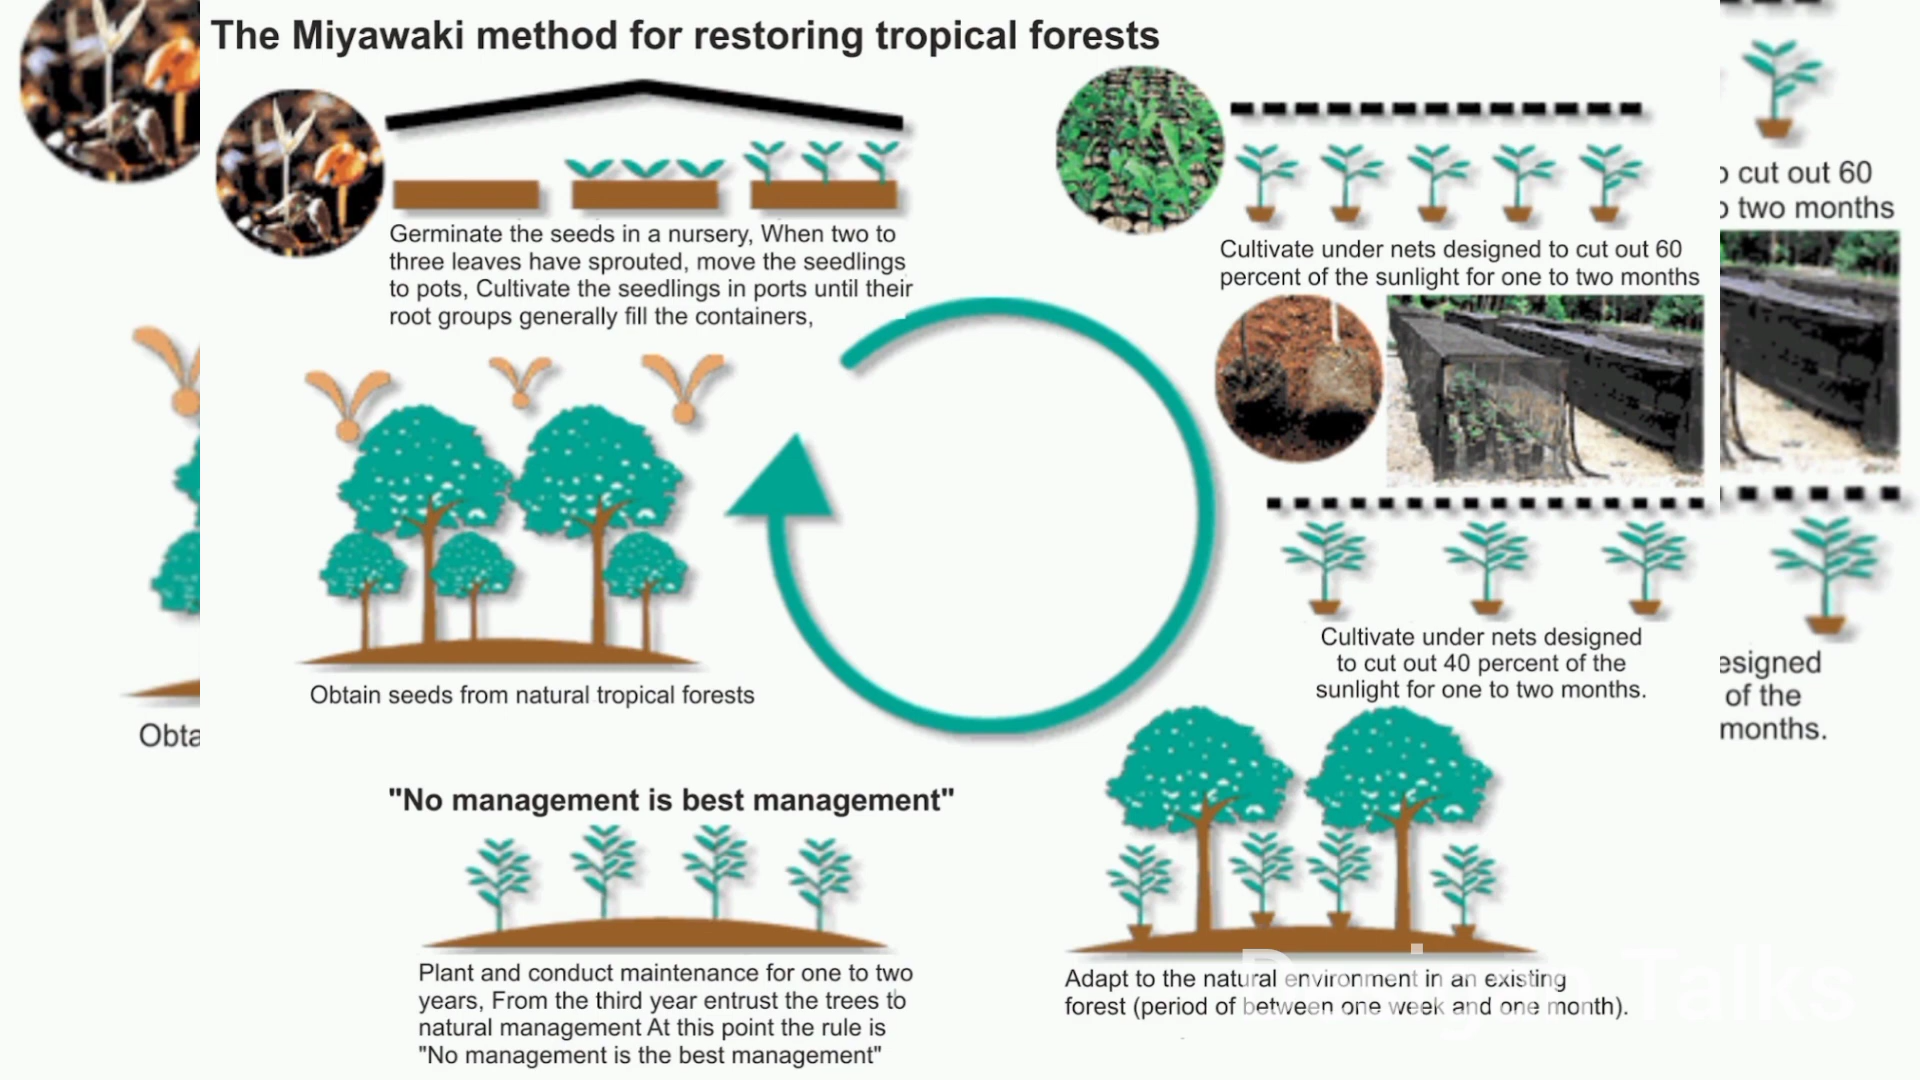 The Miyawaki method for restoring tropical forests
Germinate the seeds in a nursery, When two to
three leaves have sprouted, move the seedlings
to pots, Cultivate the seedlings in ports until their
root groups generally fill the containers,
Cultivate under nets designed to cut out 60
percent of the sunlight for one to two months
Cultivate under nets designed
to cut out 40 percent of the
sunlight for one to two months.
Obtain seeds from natural tropical forests
"No management is best management"
Plant and conduct maintenance for one to two
years, From the third year entrust the trees to
natural management At this point the rule is
"No management is the best management"
Adapt to the natural environment in an existing
forest (period of between one week and one month).
cut out 60
two months
of the
months.
Talks